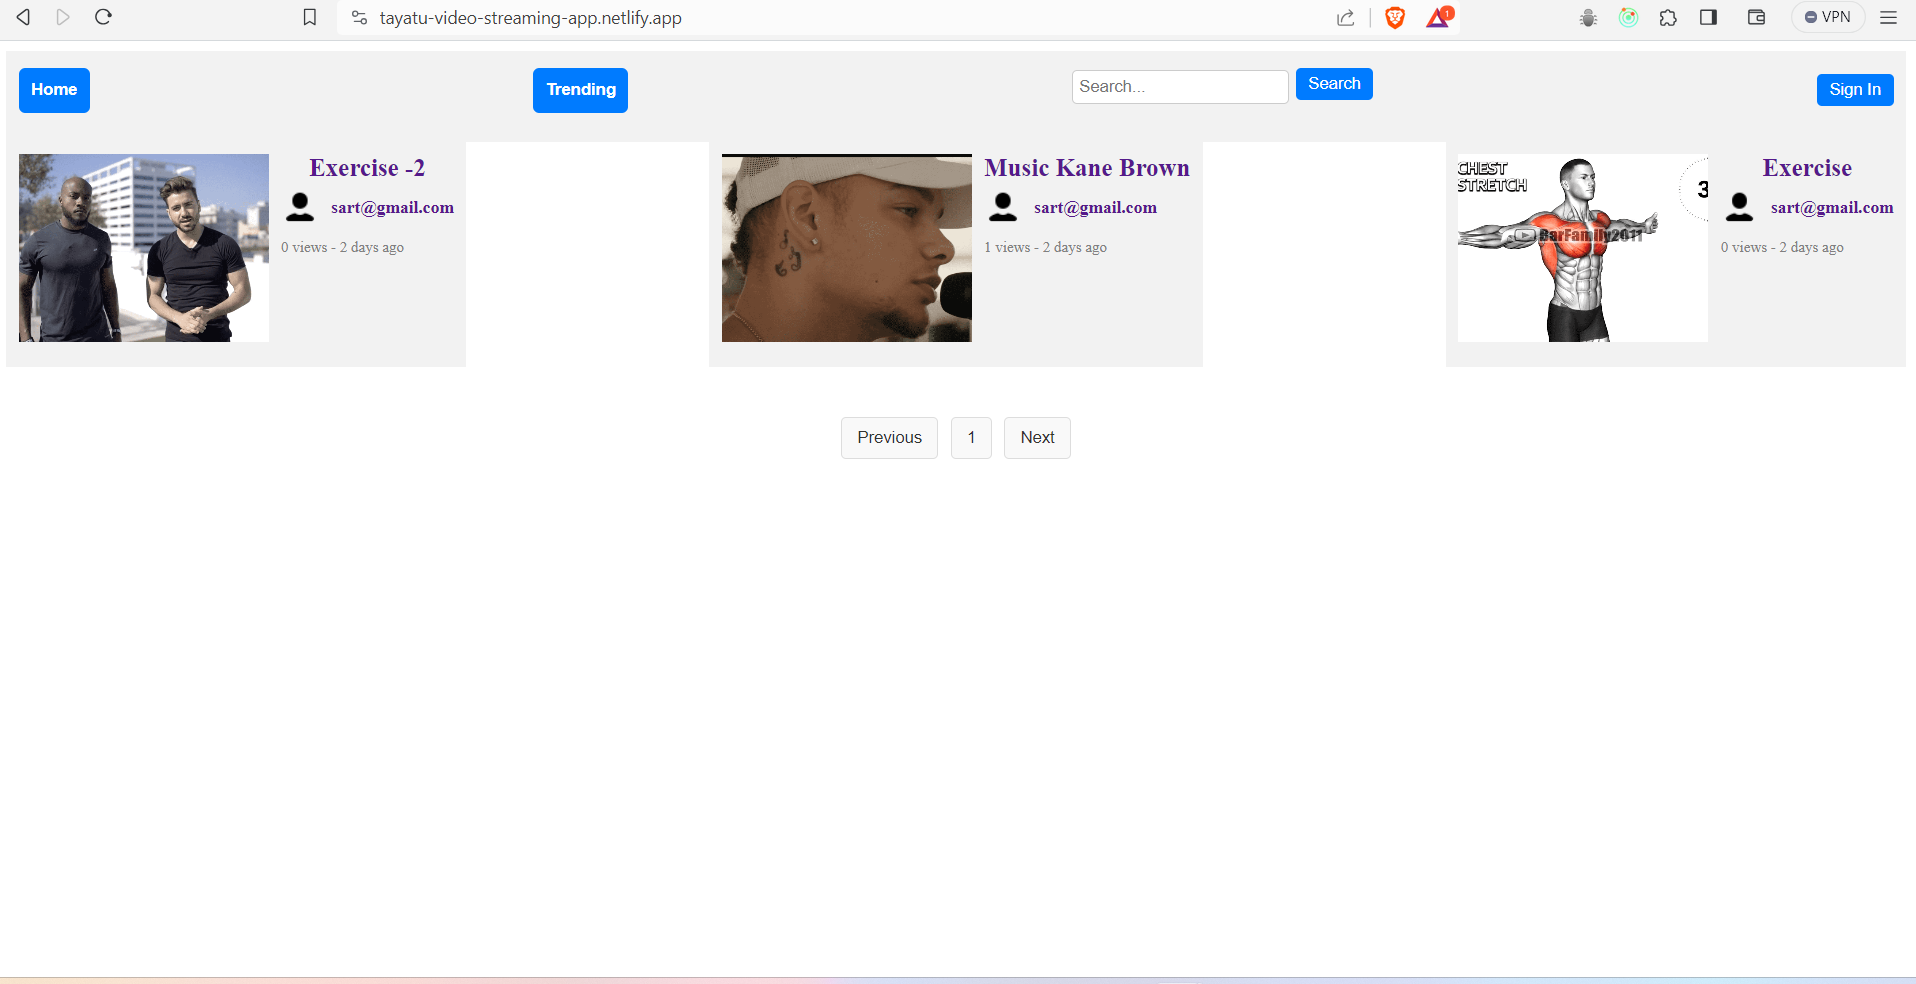 tayatu-video-streaming-app.netlify.app
1
VPN
Home
Trending
Search...
Search
Sign In
Exercise -2
sart@gmail.com
0 views - 2 days ago
Music Kane Brown
sart@gmail.com
1 views - 2 days ago
CHEST
STRETCH
3
BarFamily2011
Exercise
sart@gmail.com
0 views - 2 days ago
Previous
1
Next